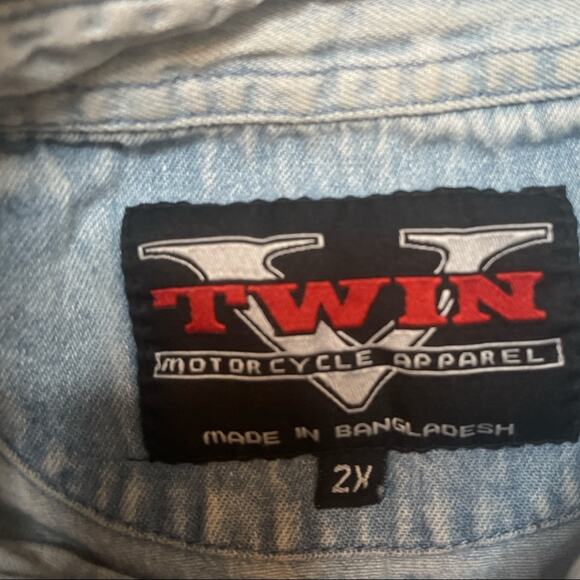 V
TWIN
MOTORCYCLE APPAREL
MADE IN BANGLADESH
2X